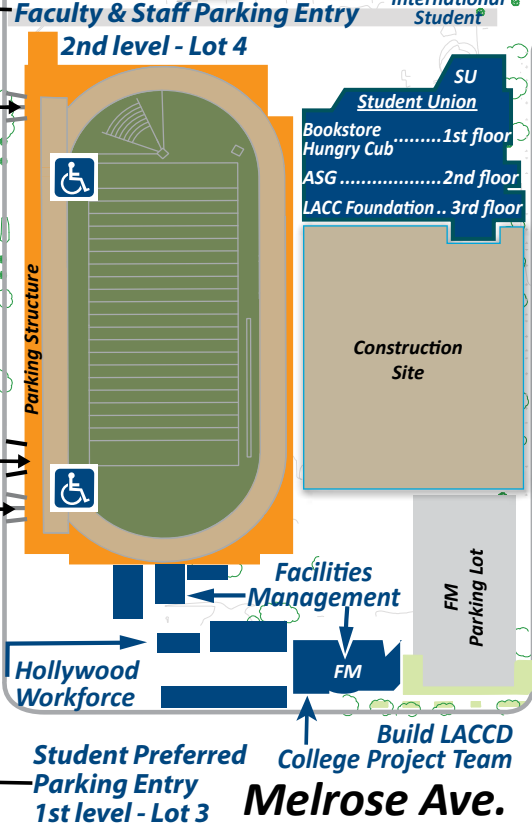 International
Student
Faculty & Staff Parking Entry
2nd level - Lot 4
SU
Student Union
Bookstore
Hungry Cub ........1st floor
ASG .................2nd floor
LACC Foundation .. 3rd floor
Parking Structure
Construction
Site
FM
Parking Lot
Facilities
Management
FM
Hollywood
Workforce
Build LACCD
College Project Team
Student Preferred
Parking Entry
1st level - Lot 3
Melrose Ave.